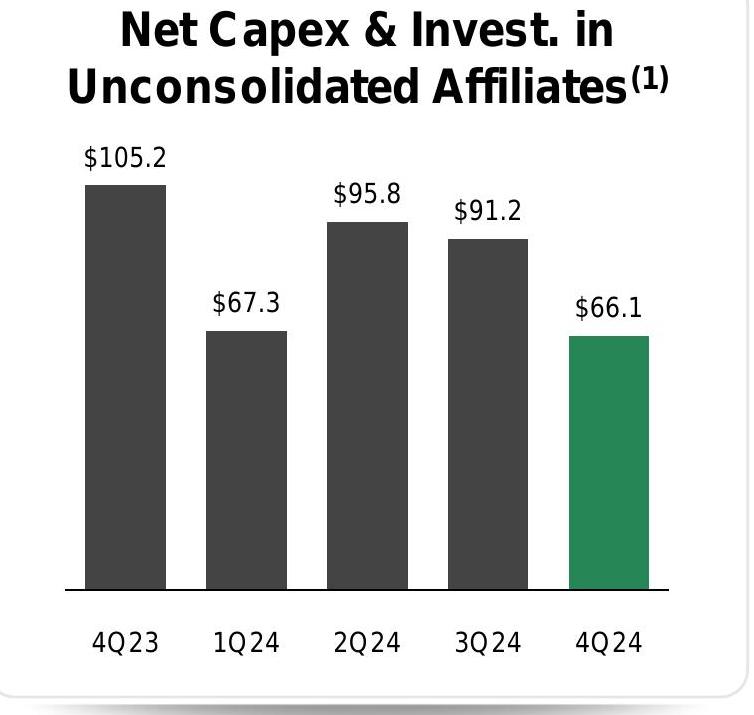 Net Capex & Invest. in
Unconsolidated Affiliates(1)
$105.2
$67.3
$95.8
$91.2
$66.1
4Q23 1Q24 2Q24 3Q24 4Q24